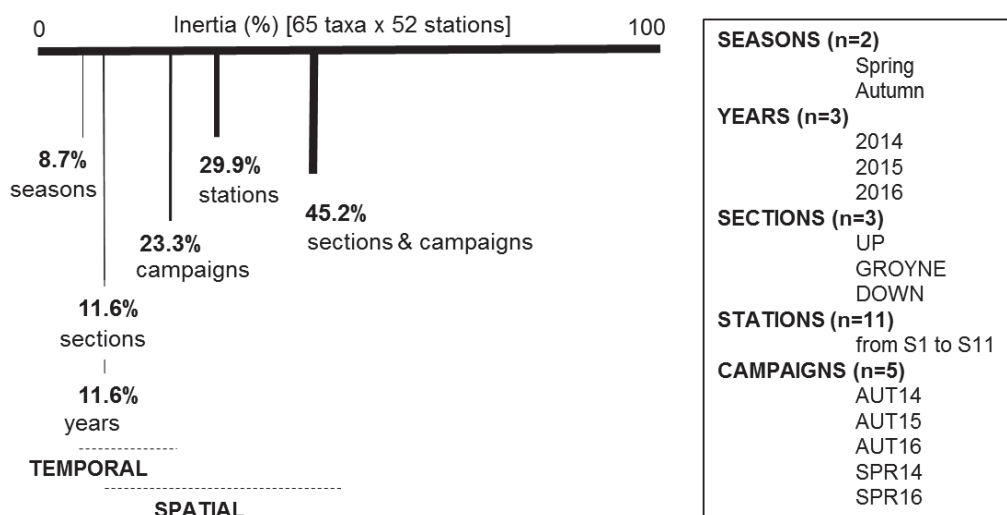 0 Inertia (%) [65 taxa x 52 stations] 100
8.7%
seasons
29.9%
stations
23.3%
campaigns
45.2%
sections & campaigns
11.6%
sections
11.6%
years
TEMPORAL
SPATIAL
SEASONS (n=2)
Spring
Autumn
YEARS (n=3)
2014
2015
2016
SECTIONS (n=3)
UP
GROYNE
DOWN
STATIONS (n=11)
from S1 to S11
CAMPAIGNS (n=5)
AUT14
AUT15
AUT16
SPR14
SPR16